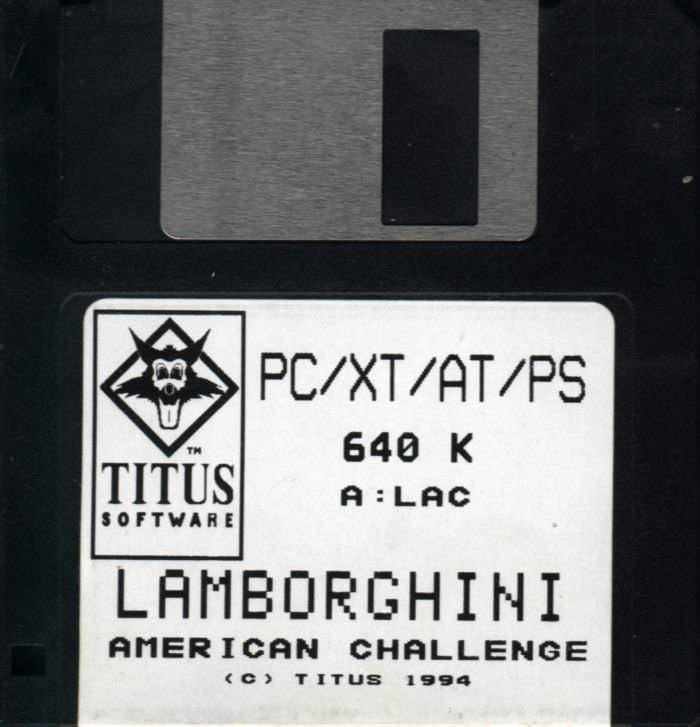 PC/XT/AT/PS
640 K
A:LAC
TM
TITUS
SOFTWARE
LAMBORGHINI
AMERICAN CHALLENGE
(C) TITUS 1994